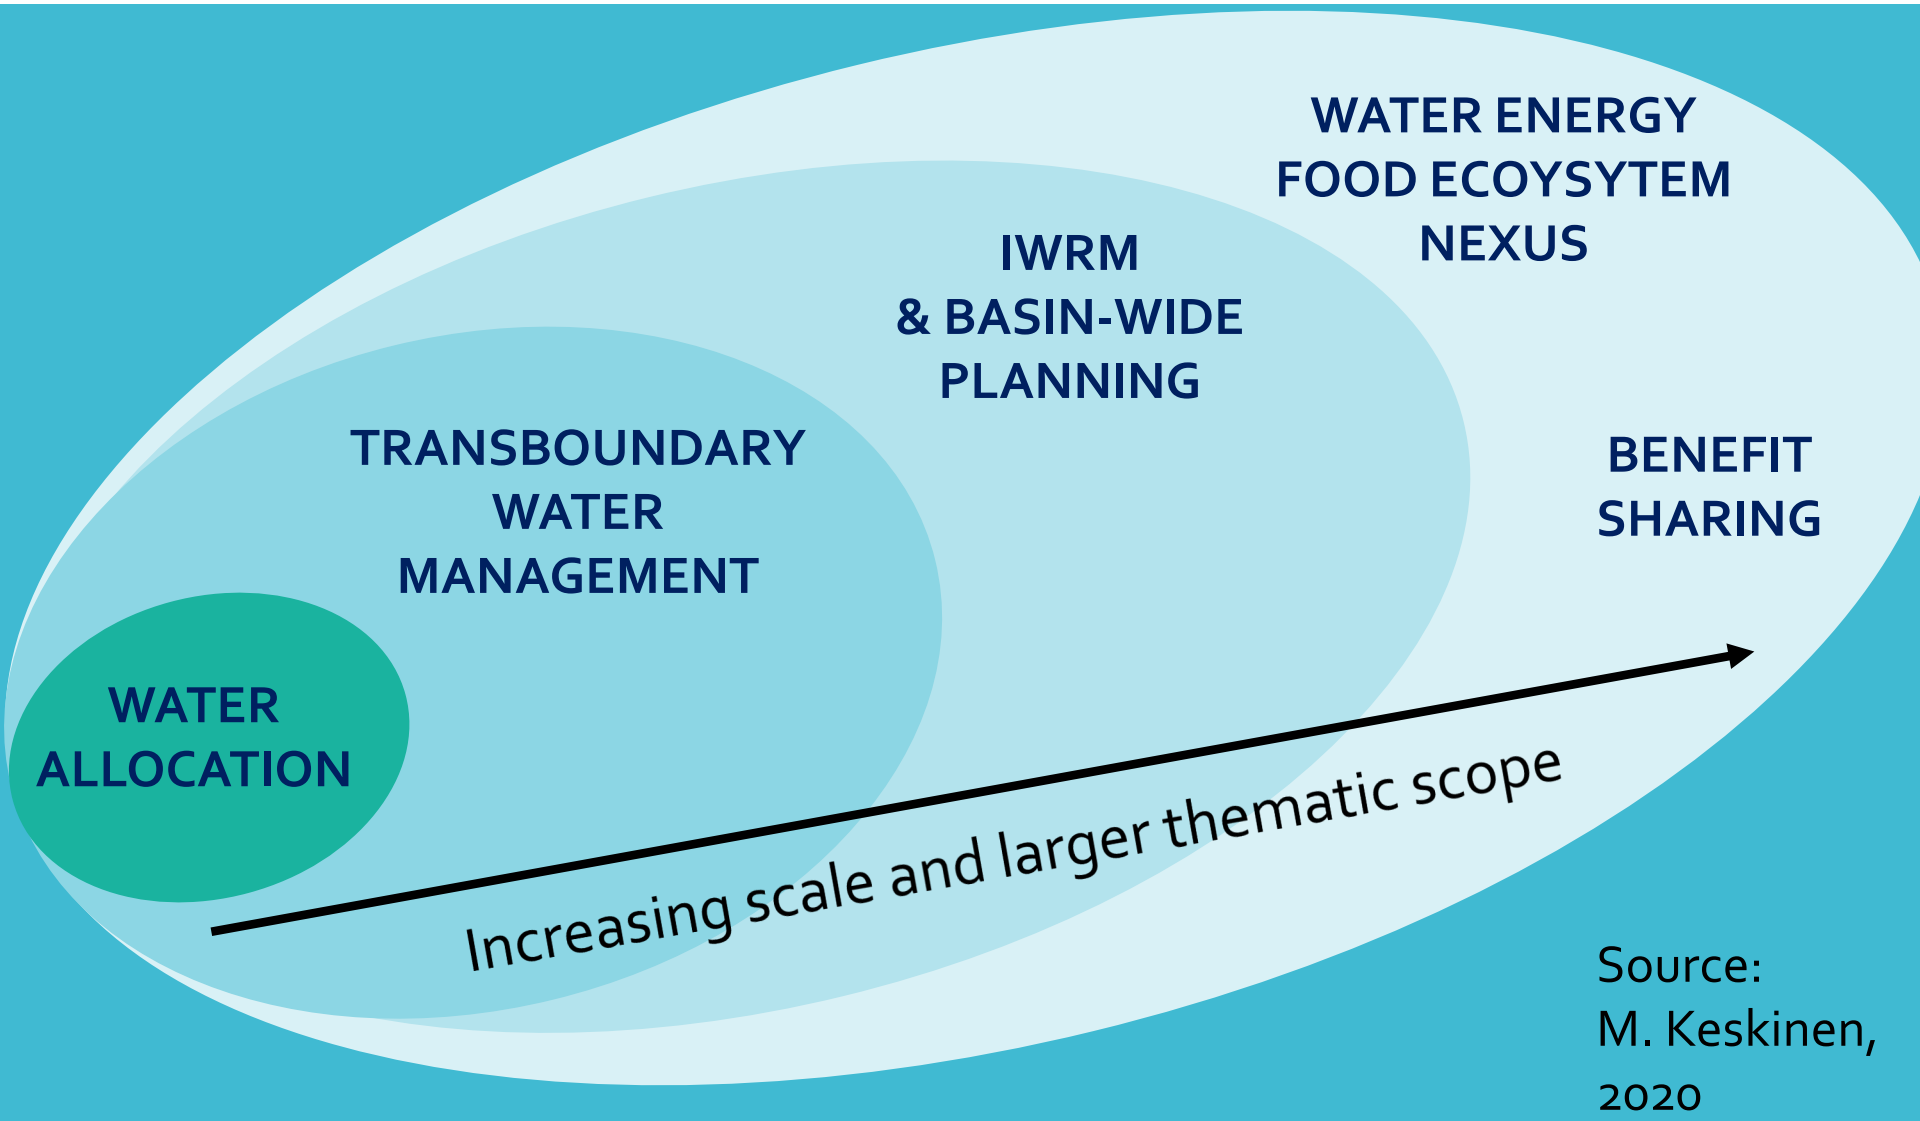 WATER ENERGY
FOOD ECOYSYTEM
NEXUS
IWRM
& BASIN-WIDE
PLANNING
TRANSBOUNDARY
WATER
MANAGEMENT
BENEFIT
SHARING
WATER
ALLOCATION
Increasing scale and larger thematic scope
Source:
M. Keskinen,
2020